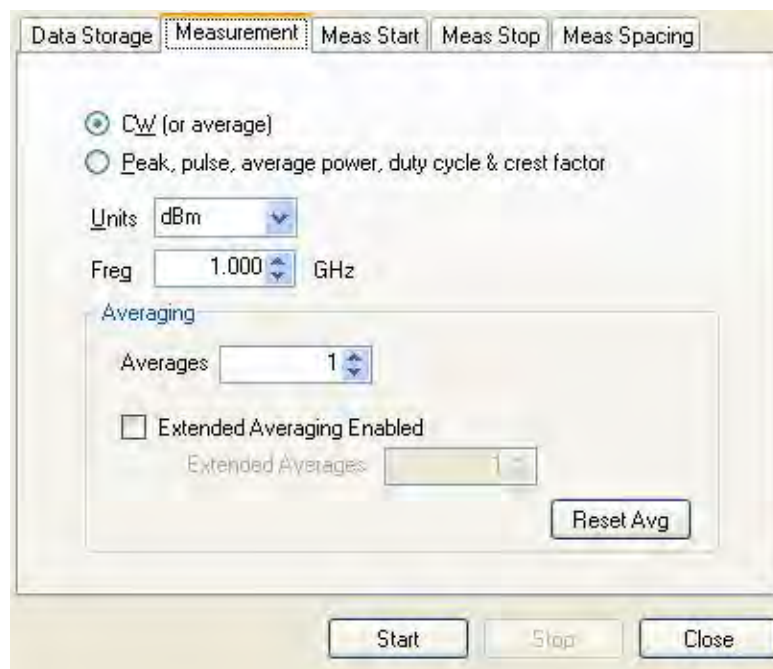 Data Storage Measurement Meas Start Meas Stop Meas Spacing
CW (or average)
Peak, pulse, average power, duty cycle & crest factor
Units dBm
Freq 1.000 GHz
Averaging
Averages 1
Extended Averaging Enabled
Extended Averages 1
Reset Avg
Start Stop Close